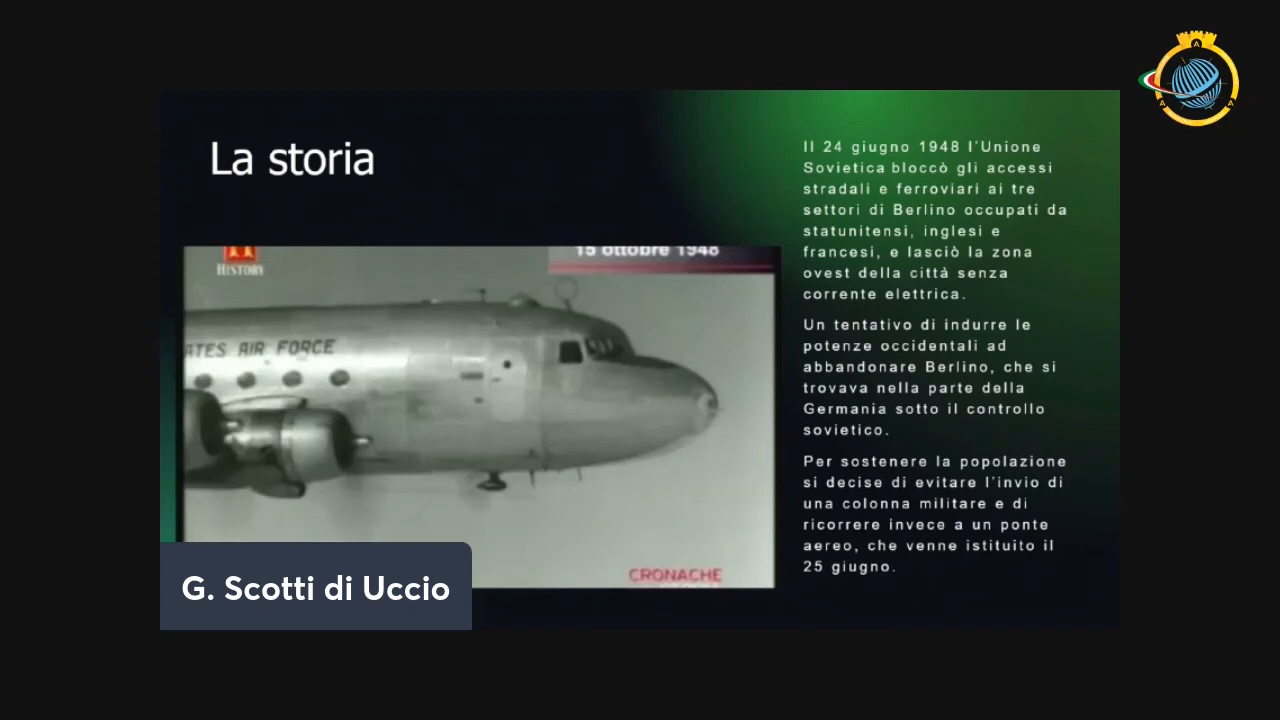 La storia
HISTORY
15 ottobre 1948
ATES AIR FORCE
CRONACHE
G. Scotti di Uccio
Il 24 giugno 1948 l'Unione
Sovietica bloccò gli accessi
stradali e ferroviari ai tre
settori di Berlino occupati da
statunitensi, inglesi e
francesi, e lasciò la zona
ovest della città senza
corrente elettrica.
Un tentativo di indurre le
potenze occidentali ad
abbandonare Berlino, che si
trovava nella parte della
Germania sotto il controllo
sovietico.
Per sostenere la popolazione
si decise di evitare l'invio di
una colonna militare e di
ricorrere invece a un ponte
aereo, che venne istituito il
25 giugno.